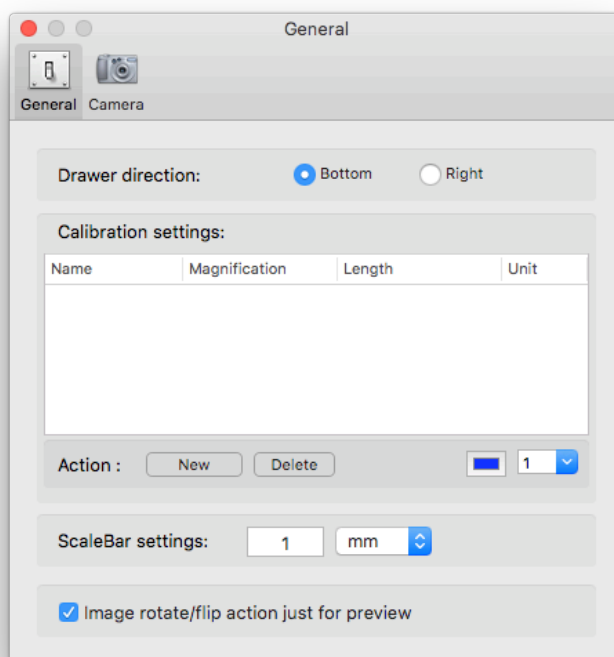 General
General Camera
Drawer direction: Bottom Right
Calibration settings:
Name Magnification Length Unit
Action : New Delete 1
ScaleBar settings: 1 mm
Image rotate/flip action just for preview